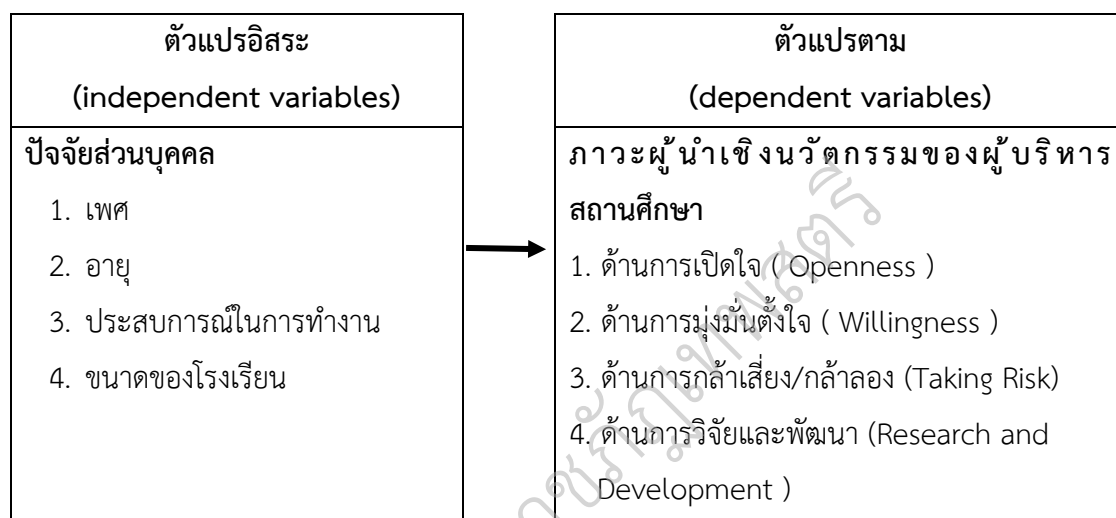 ตัวแปรอิสระ
(independent variables)
ปัจจัยส่วนบุคคล
1. เพศ
2. อายุ
3. ประสบการณ์ในการทำงาน
4. ขนาดของโรงเรียน
ตัวแปรตาม
(dependent variables)
ภาวะผู้นำเชิงนวัตกรรมของผู้บริหาร
สถานศึกษา
1. ด้านการเปิดใจ ( Openness )
2. ด้านการมุ่งมั่นตั้งใจ ( Willingness )
3. ด้านการกล้าเสี่ยง/กล้าลอง (Taking Risk)
4. ด้านการวิจัยและพัฒนา (Research and
Development )